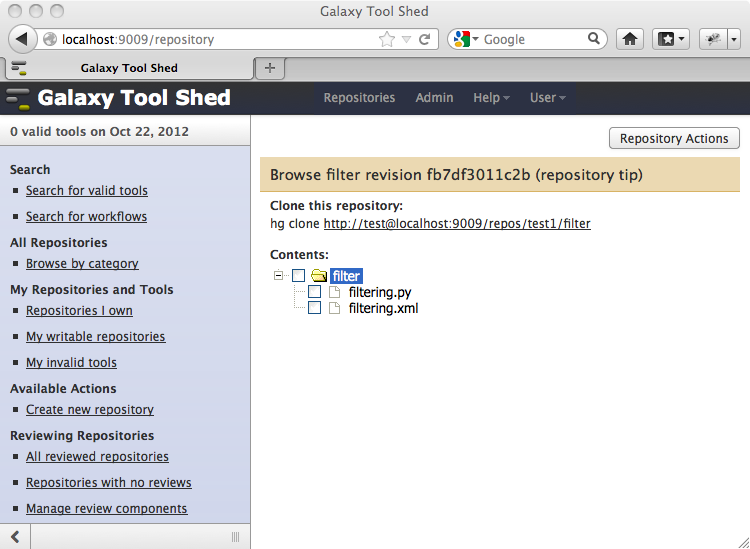 Galaxy Tool Shed
localhost:9009/repository
Google
Galaxy Tool Shed
Galaxy Tool Shed
Repositories Admin Help User
0 valid tools on Oct 22, 2012
Search
Search for valid tools
Search for workflows
All Repositories
Browse by category
My Repositories and Tools
Repositories I own
My writable repositories
My invalid tools
Available Actions
Create new repository
Reviewing Repositories
All reviewed repositories
Repositories with no reviews
Manage review components
Repository Actions
Browse filter revision fb7df3011c2b (repository tip)
Clone this repository:
hg clone http://test@localhost:9009/repos/test1/filter
Contents:
filter
filtering.py
filtering.xml